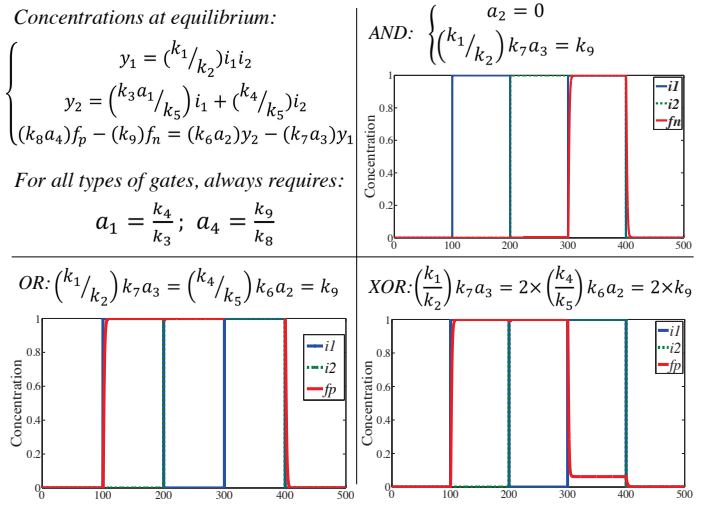 Concentrations at equilibrium:
y₁ = (k₁/k₂)i₁i₂
y₂ = (k₃a₁/k₅) i₁ + (k₄/k₅)i₂
(k₈a₄)fₚ − (k₉)fₙ = (k₆a₂)y₂ − (k₇a₃)y₁
For all types of gates, always requires:
a₁ = k₄/k₃ ; a₄ = k₉/k₈
AND: { a₂ = 0
(k₁/k₂) k₇a₃ = k₉
Concentration
1
0.8
0.6
0.4
0.2
0
0 100 200 300 400 500
i1
i2
fn
OR: (k₁/k₂) k₇a₃ = (k₄/k₅) k₆a₂ = k₉
Concentration
1
0.8
0.6
0.4
0.2
0
0 100 200 300 400 500
i1
i2
fp
XOR: (k₁/k₂) k₇a₃ = 2× (k₄/k₅) k₆a₂ = 2×k₉
Concentration
1
0.8
0.6
0.4
0.2
0
0 100 200 300 400 500
i1
i2
fp